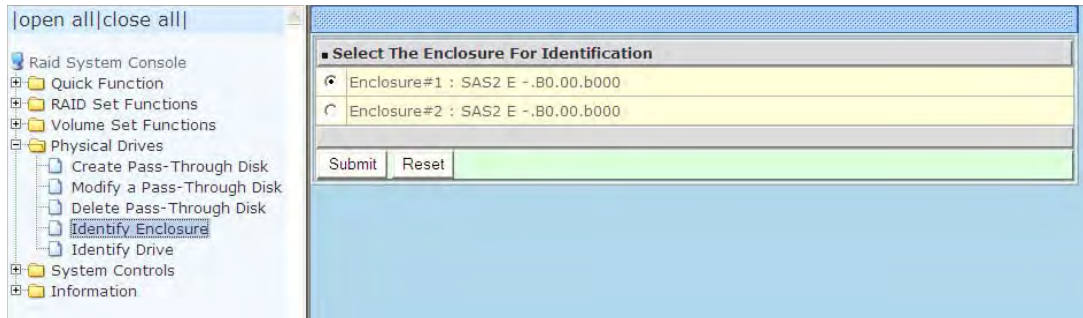 |open all|close all|
Raid System Console
Quick Function
RAID Set Functions
Volume Set Functions
Physical Drives
Create Pass-Through Disk
Modify a Pass-Through Disk
Delete Pass-Through Disk
Identify Enclosure
Identify Drive
System Controls
Information
Select The Enclosure For Identification
Enclosure#1 : SAS2 E -.B0.00.b000
Enclosure#2 : SAS2 E -.B0.00.b000
Submit Reset